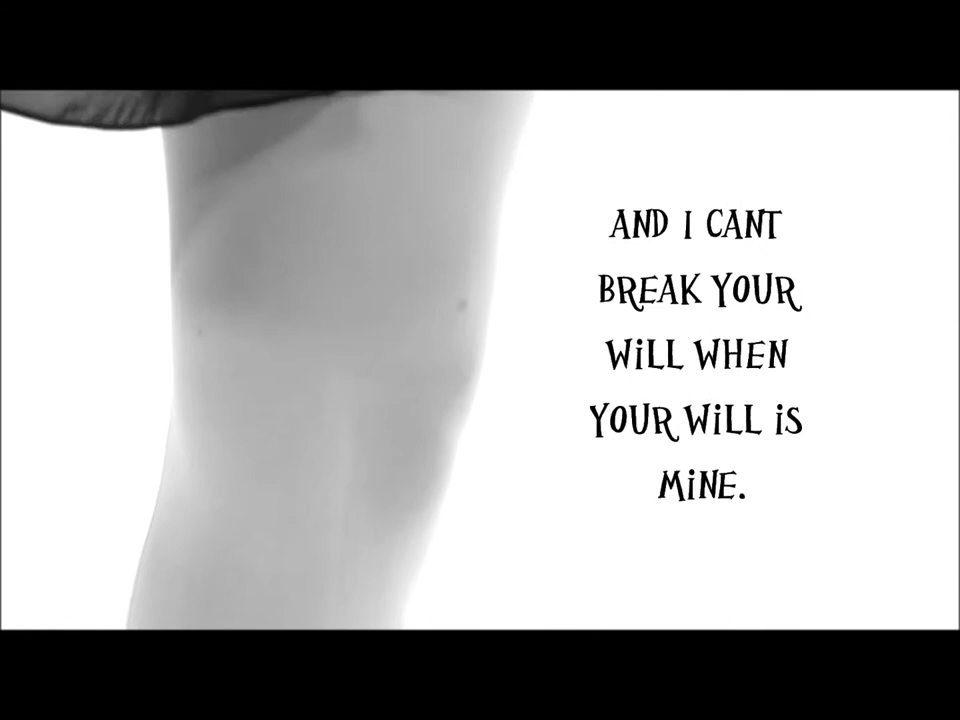 AND I CANT
BREAK YOUR
WiLL WHEN
YOUR WiLL iS
MiNE.